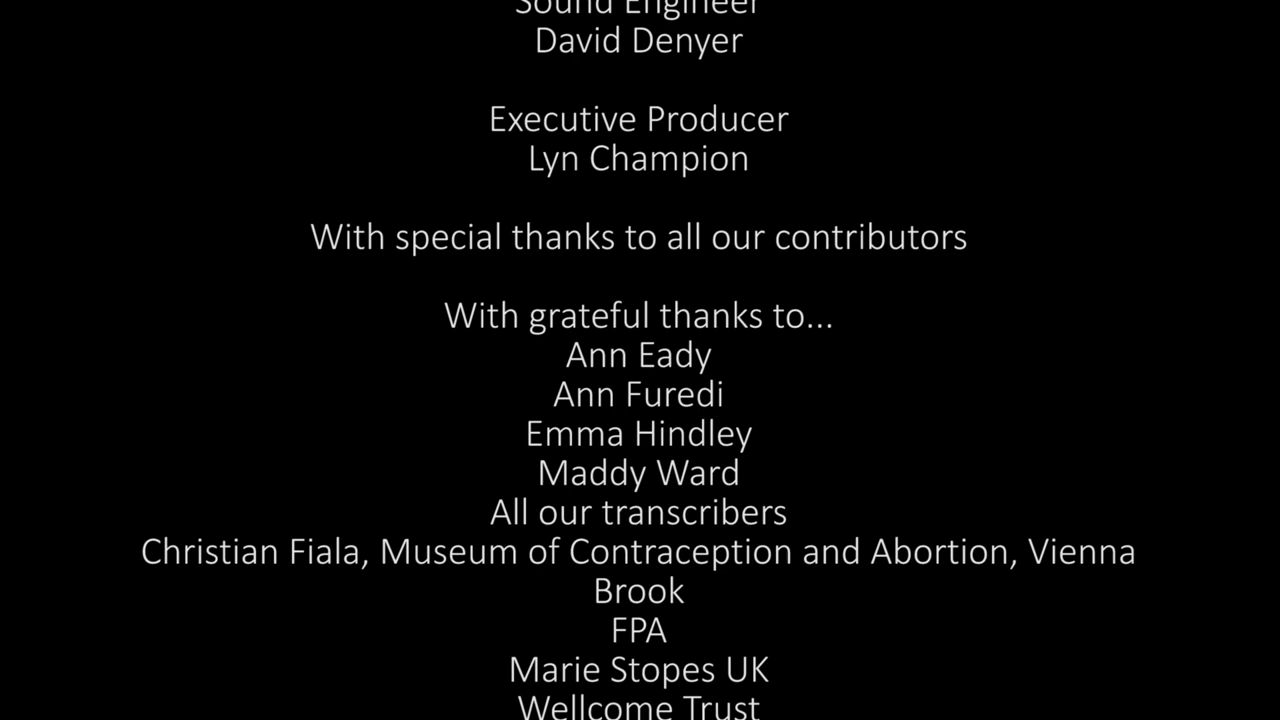 Sound Engineer
David Denyer
Executive Producer
Lyn Champion
With special thanks to all our contributors
With grateful thanks to...
Ann Eady
Ann Furedi
Emma Hindley
Maddy Ward
All our transcribers
Christian Fiala, Museum of Contraception and Abortion, Vienna
Brook
FPA
Marie Stopes UK
Wellcome Trust